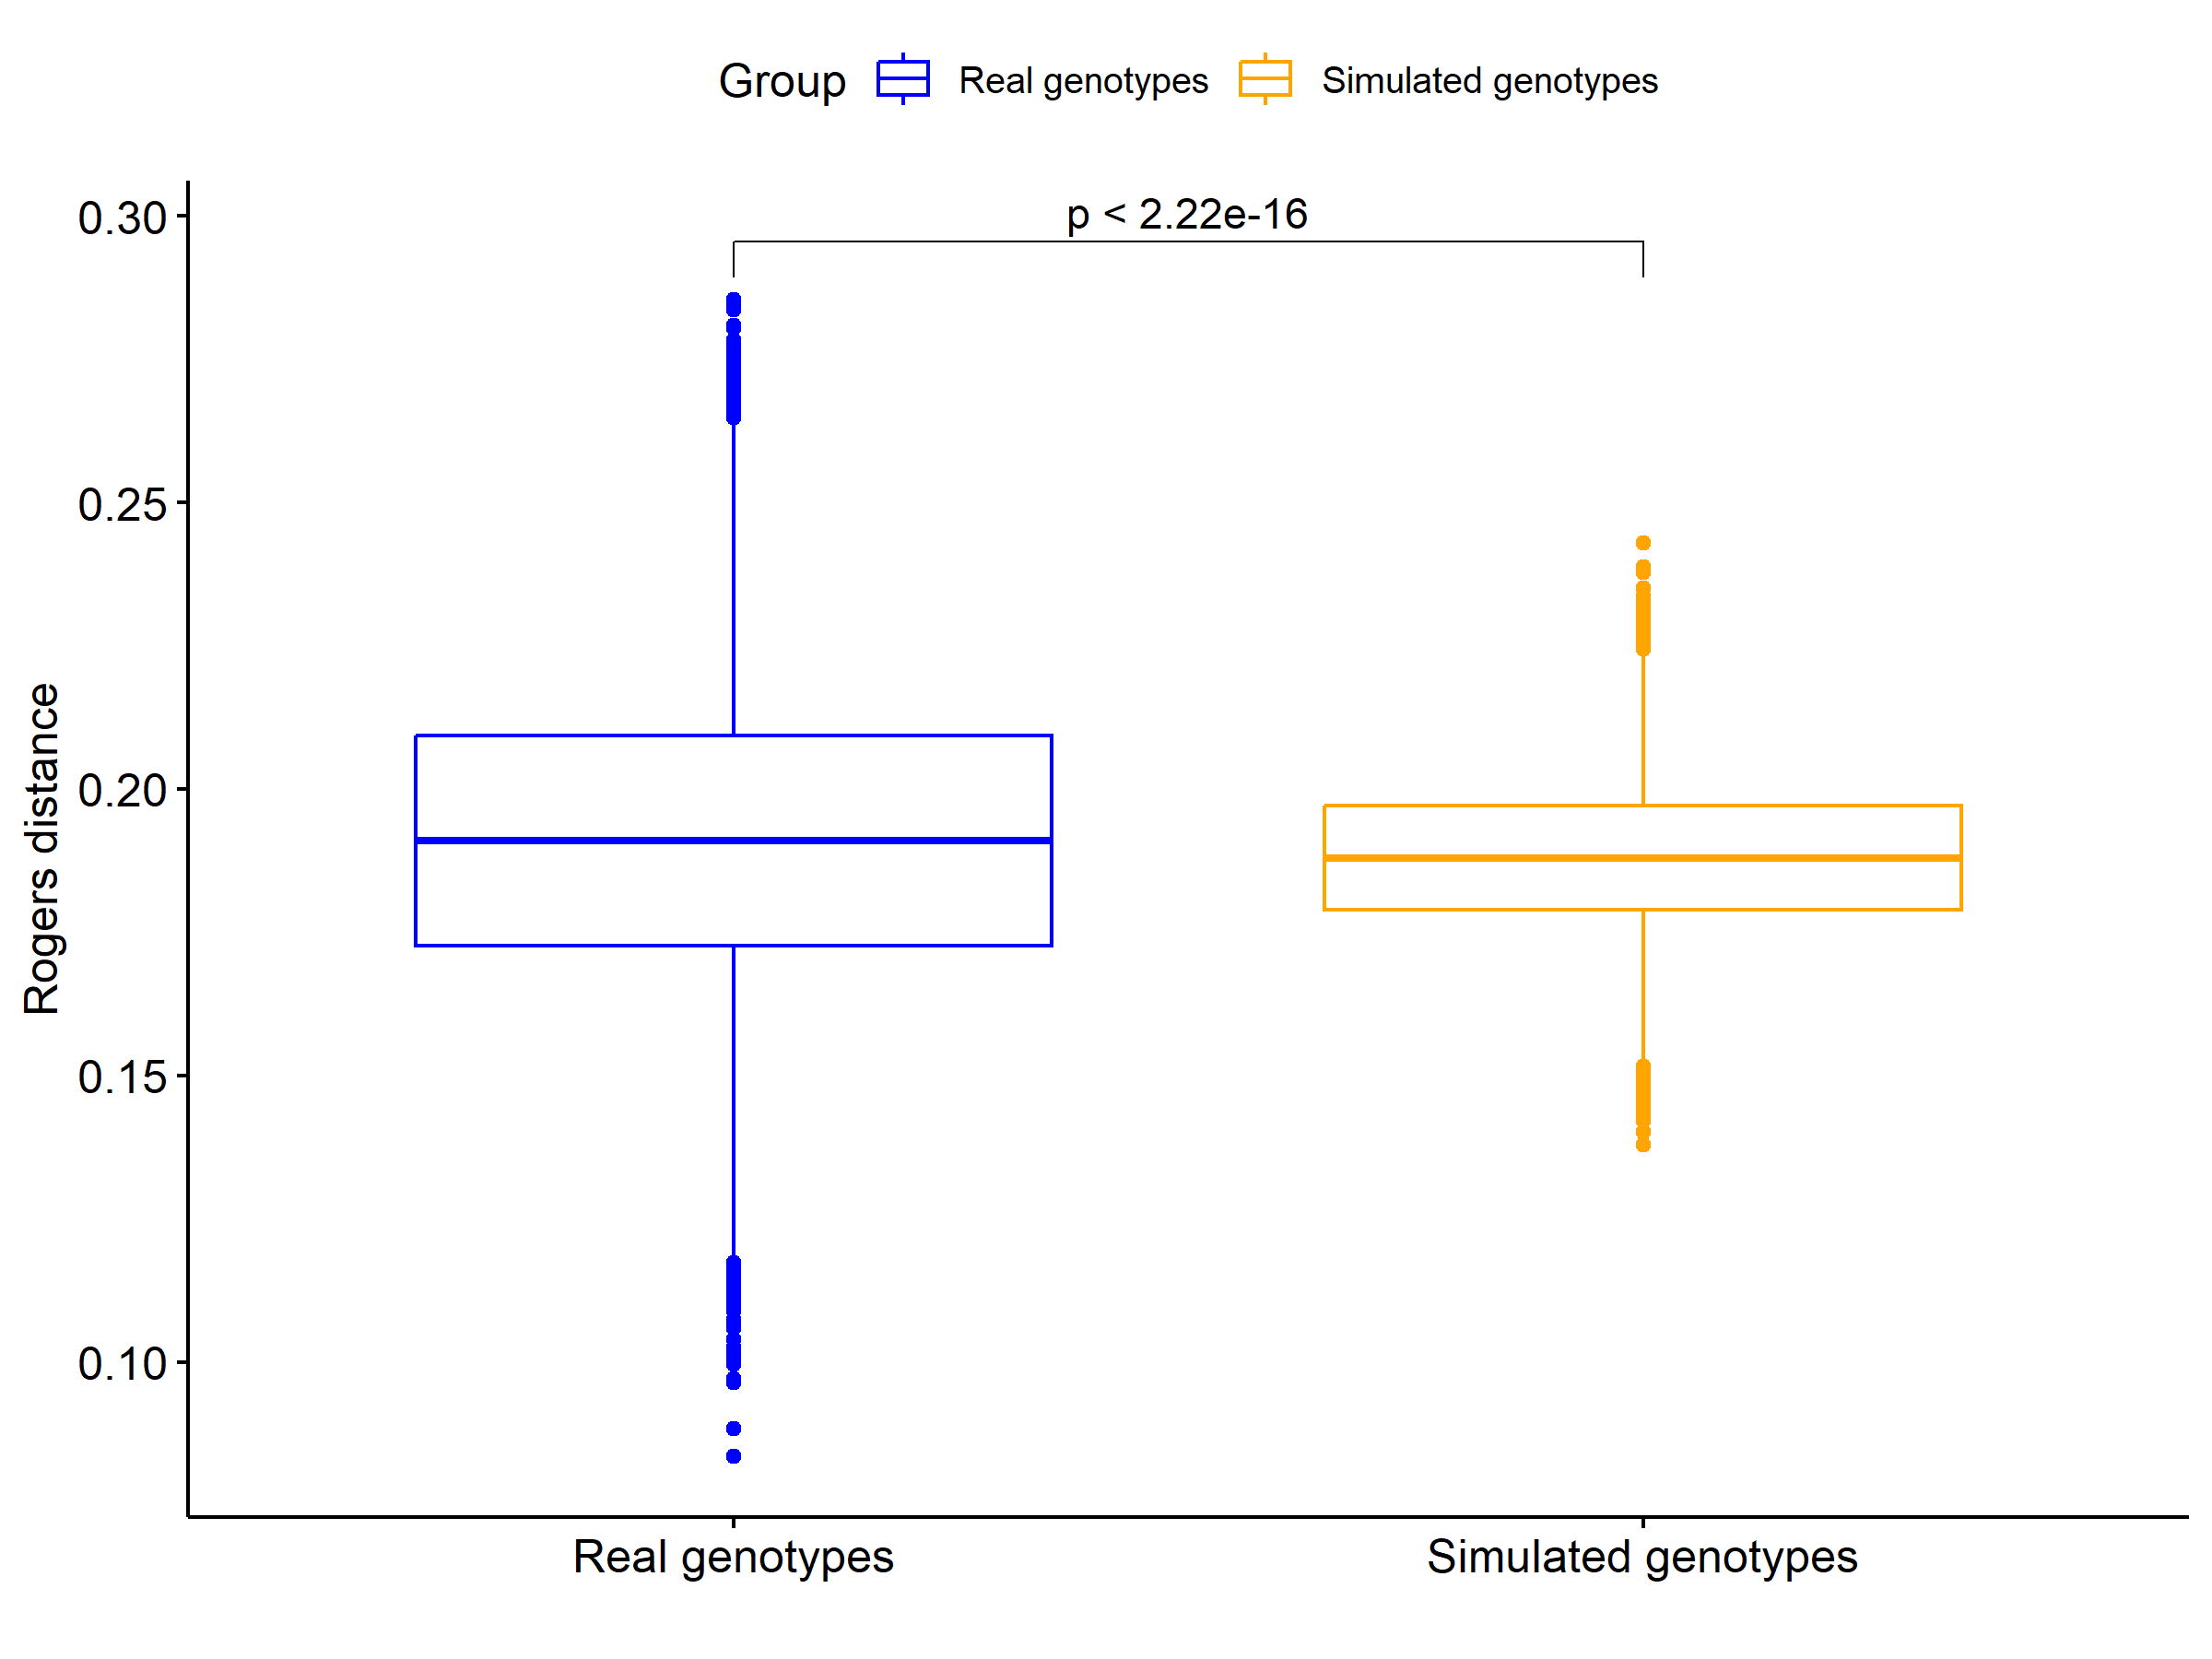 Group Real genotypes Simulated genotypes
p < 2.22e-16
0.30
0.25
0.20
0.15
0.10
Rogers distance
Real genotypes Simulated genotypes